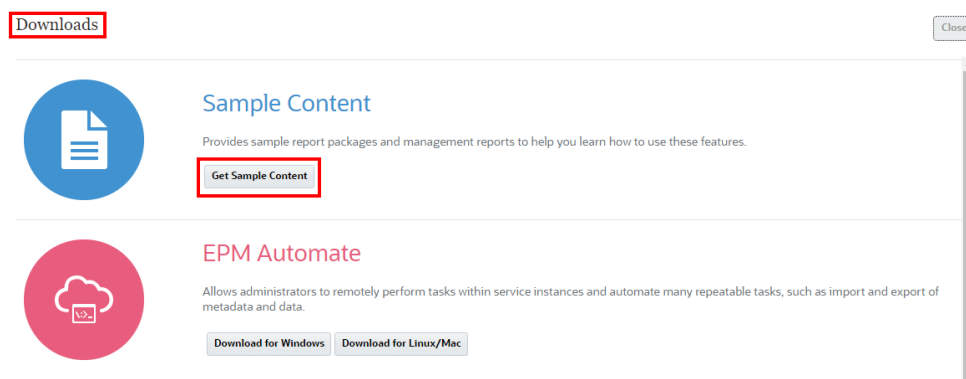 Downloads
Close
Sample Content
Provides sample report packages and management reports to help you learn how to use these features.
Get Sample Content
EPM Automate
Allows administrators to remotely perform tasks within service instances and automate many repeatable tasks, such as import and export of
metadata and data.
Download for Windows Download for Linux/Mac